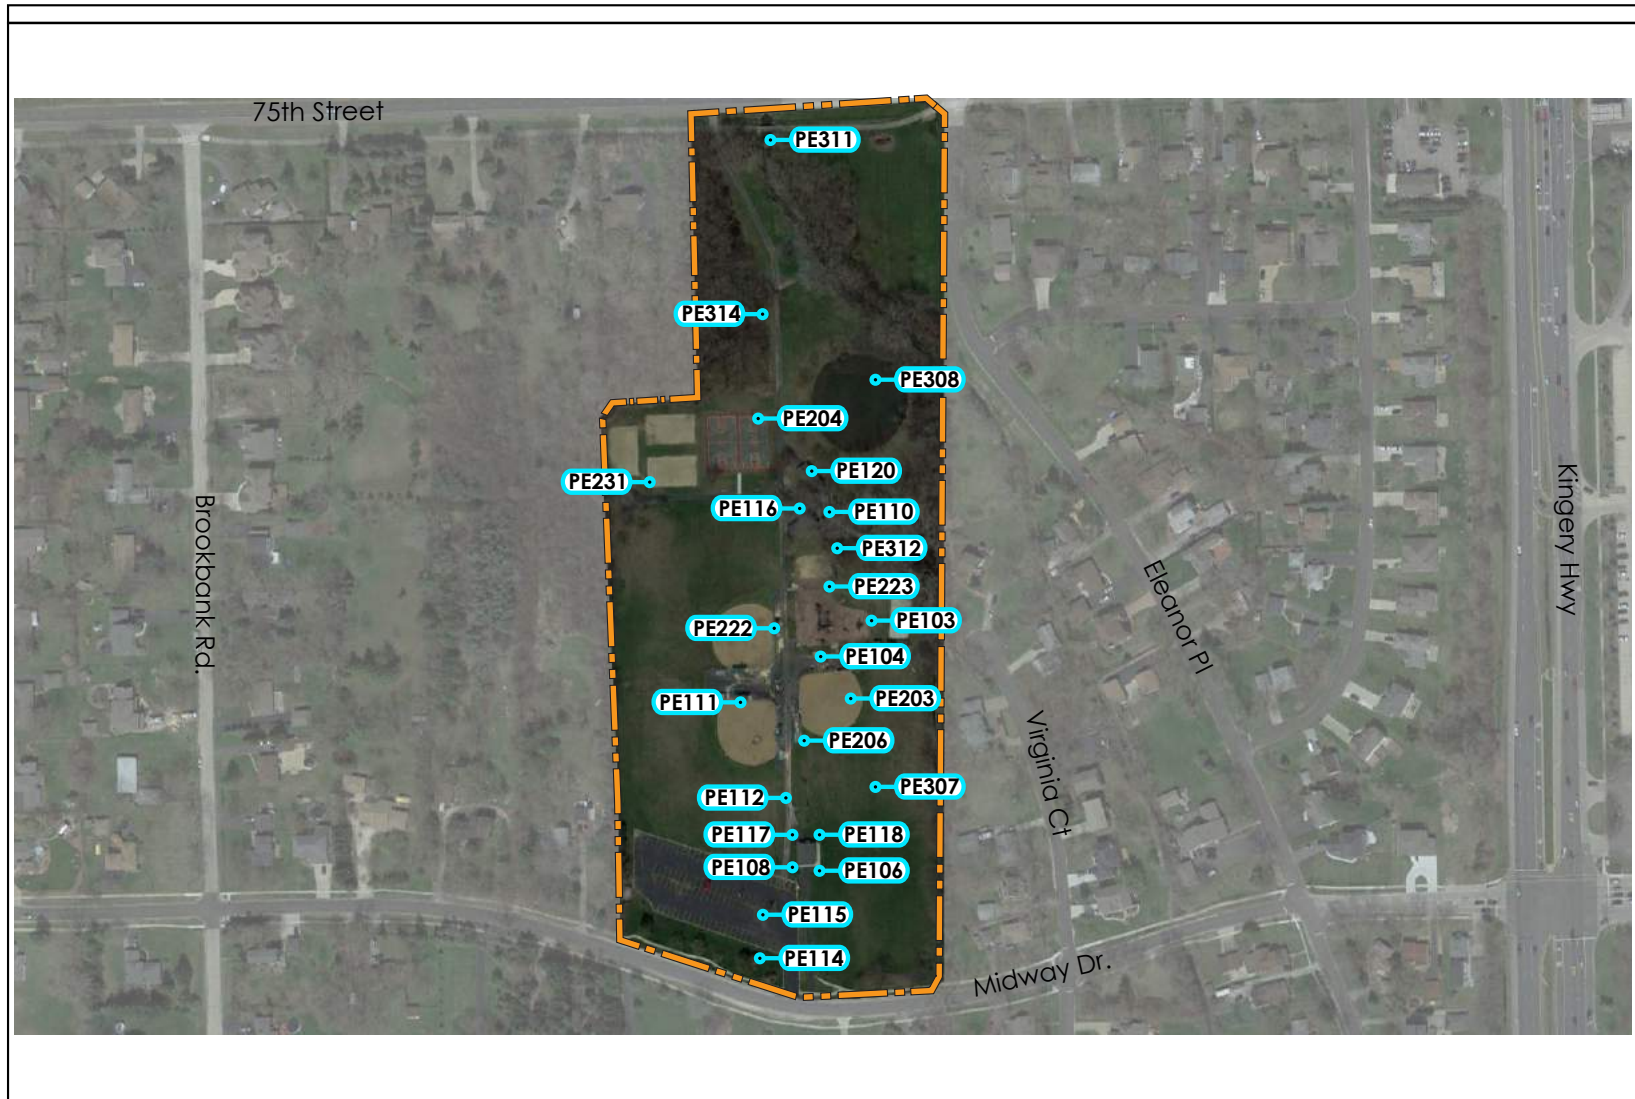 75th Street
PE311
PE314
PE308
PE204
PE120
PE231
PE116
PE110
PE312
PE223
PE103
PE222
PE104
PE111
PE203
PE206
PE307
PE112
PE117
PE118
PE108
PE106
PE115
PE114
Brookbank Rd.
Kingery Hwy
Eleanor Pl
Virginia Ct
Midway Dr.